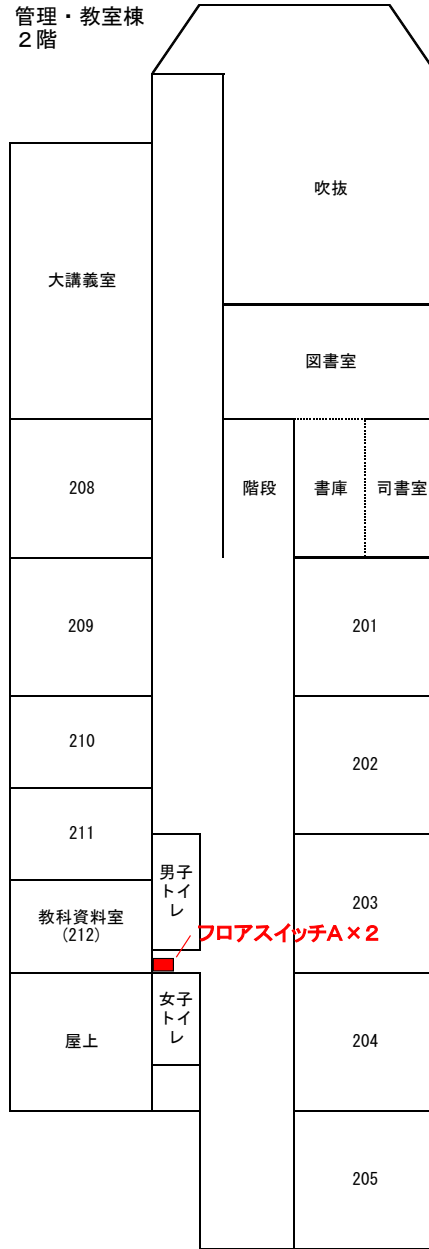 管理・教室棟
２階
吹抜
大講義室
図書室
208
階段
書庫
司書室
209
201
210
202
211
男子
トイ
レ
203
教科資料室
(212)
フロアスイッチA×２
女子
トイ
レ
屋上
204
205